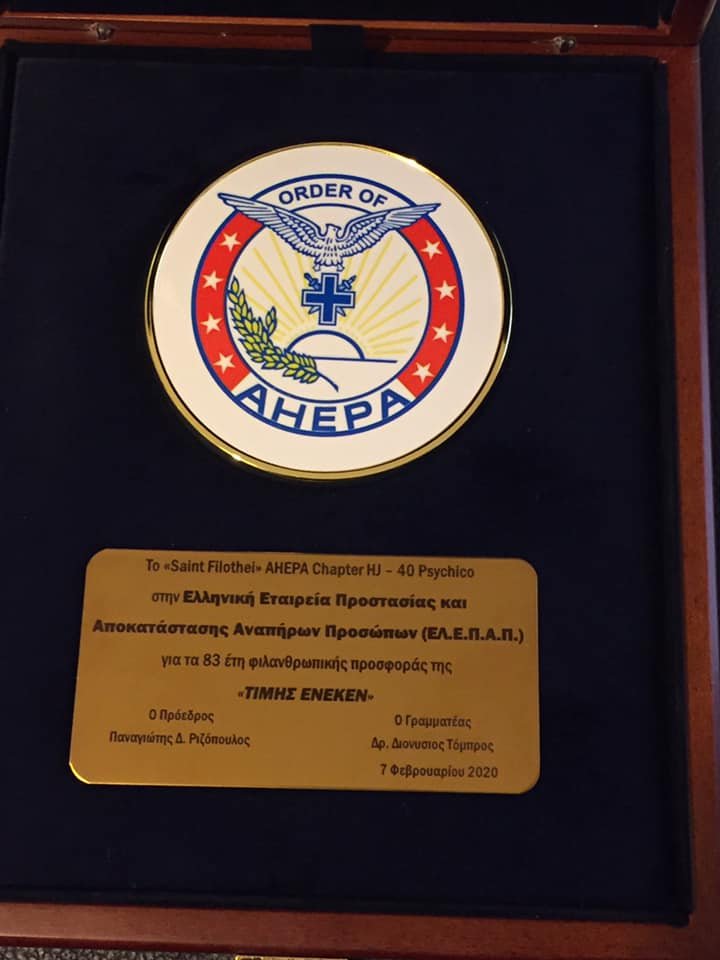 ORDER OF
AHEPA
Το «Saint Filothei» AHEPA Chapter HJ – 40 Psychico
στην Ελληνική Εταιρεία Προστασίας και
Αποκατάστασης Αναπήρων Προσώπων (ΕΛ.Ε.Π.Α.Π.)
για τα 83 έτη φιλανθρωπικής προσφοράς της
«ΤΙΜΗΣ ΕΝΕΚΕΝ»
Ο Πρόεδρος Ο Γραμματέας
Παναγιώτης Δ. Ριζόπουλος Δρ. Διονυσιος Τόμπρος
7 Φεβρουαρίου 2020